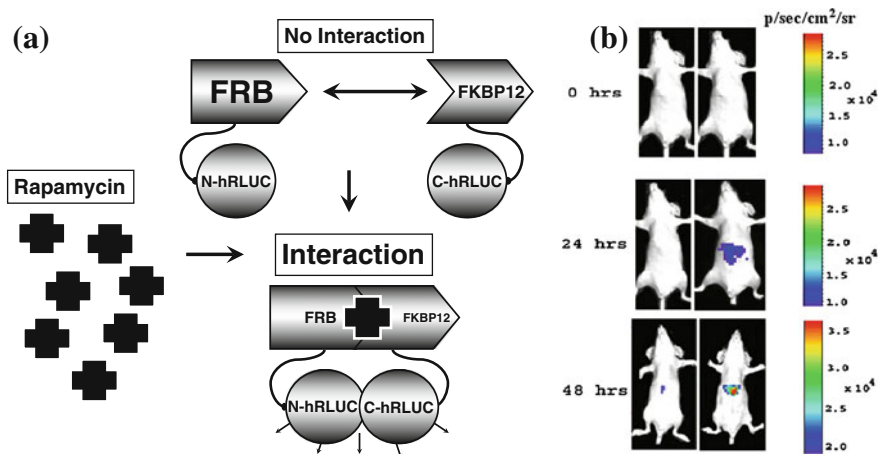 (a)
No Interaction
FRB
FKBP12
N-hRLUC
C-hRLUC
Rapamycin
Interaction
FRB
FKBP12
N-hRLUC
C-hRLUC
(b)
p/sec/cm²/sr
0 hrs
2.5
2.0
x10⁴
1.5
1.0
24 hrs
2.5
2.0
x10⁴
1.5
1.0
48 hrs
3.5
3.0
x10⁴
2.5
2.0